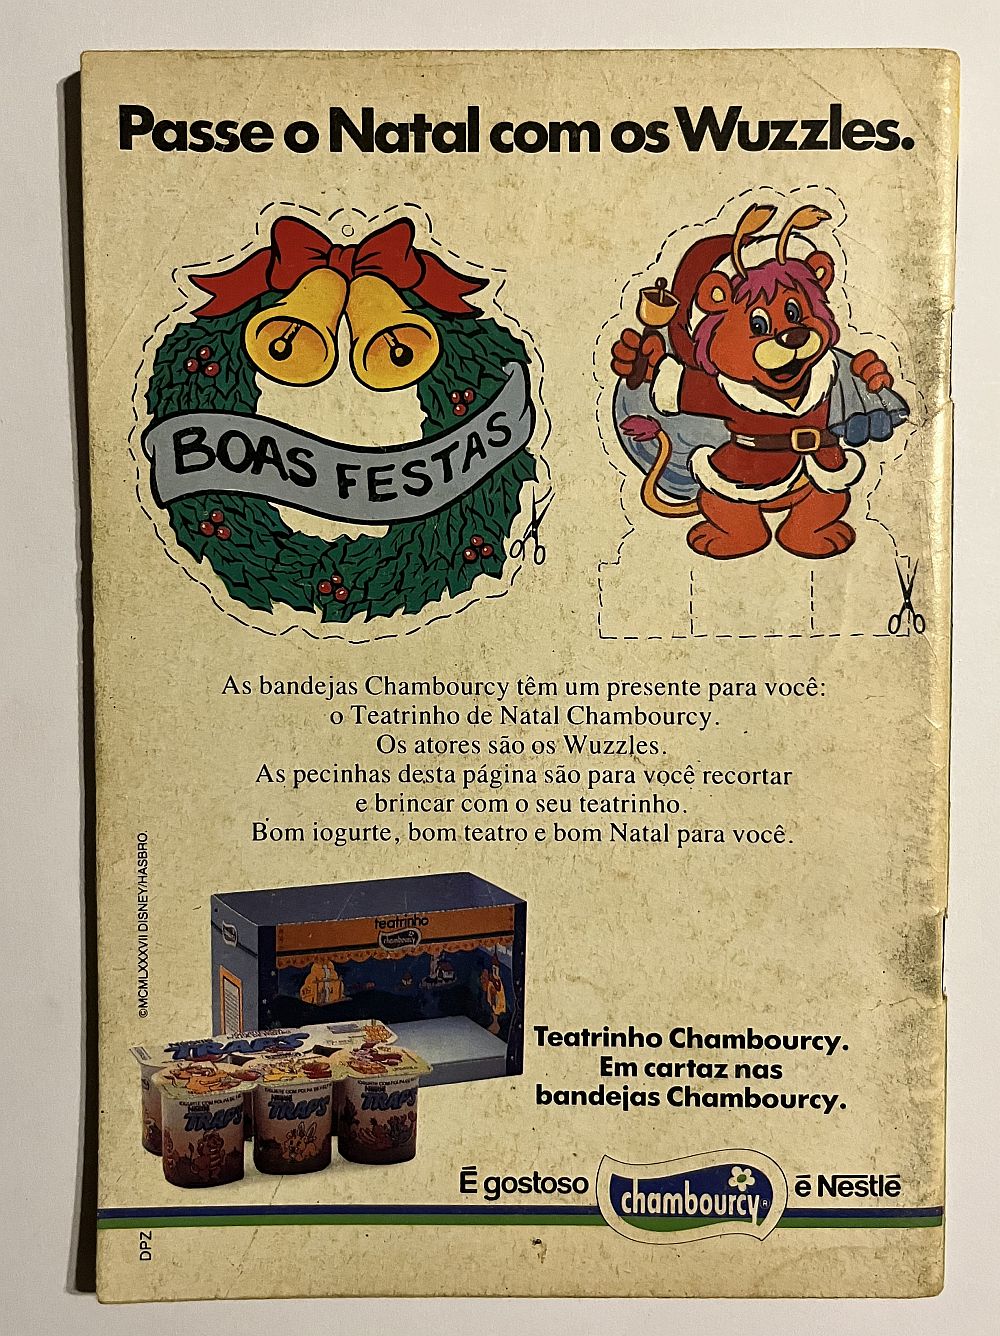 Passe o Natal com os Wuzzles.
BOAS FESTAS
As bandejas Chambourcy têm um presente para você:
o Teatrinho de Natal Chambourcy.
Os atores são os Wuzzles.
As pecinhas desta página são para você recortar
e brincar com o seu teatrinho.
Bom iogurte, bom teatro e bom Natal para você.
©MCMLXXXVII DISNEY/HASBRO
teatrinho
chambourcy
TRAPS
TRAPS
TRAPS
TRAPS
Teatrinho Chambourcy.
Em cartaz nas
bandejas Chambourcy.
É gostoso chambourcy® é Nestlé
DPZ